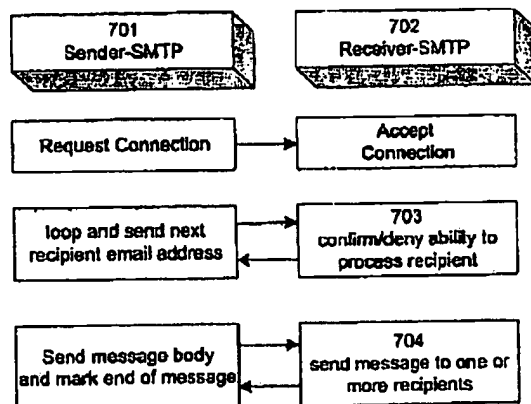 701
Sender-SMTP
702
Receiver-SMTP
Request Connection
Accept
Connection
loop and send next
recipient email address
703
confirm/deny ability to
process recipient
Send message body
and mark end of message
704
send message to one or
more recipients